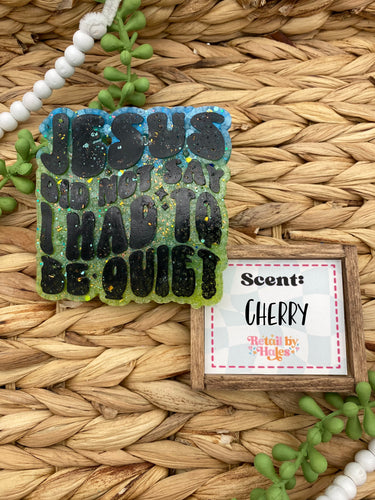 JESUS
DID NOT SAY
I HAD TO
BE QUIET
Scent:
CHERRY
Retail by
Hales